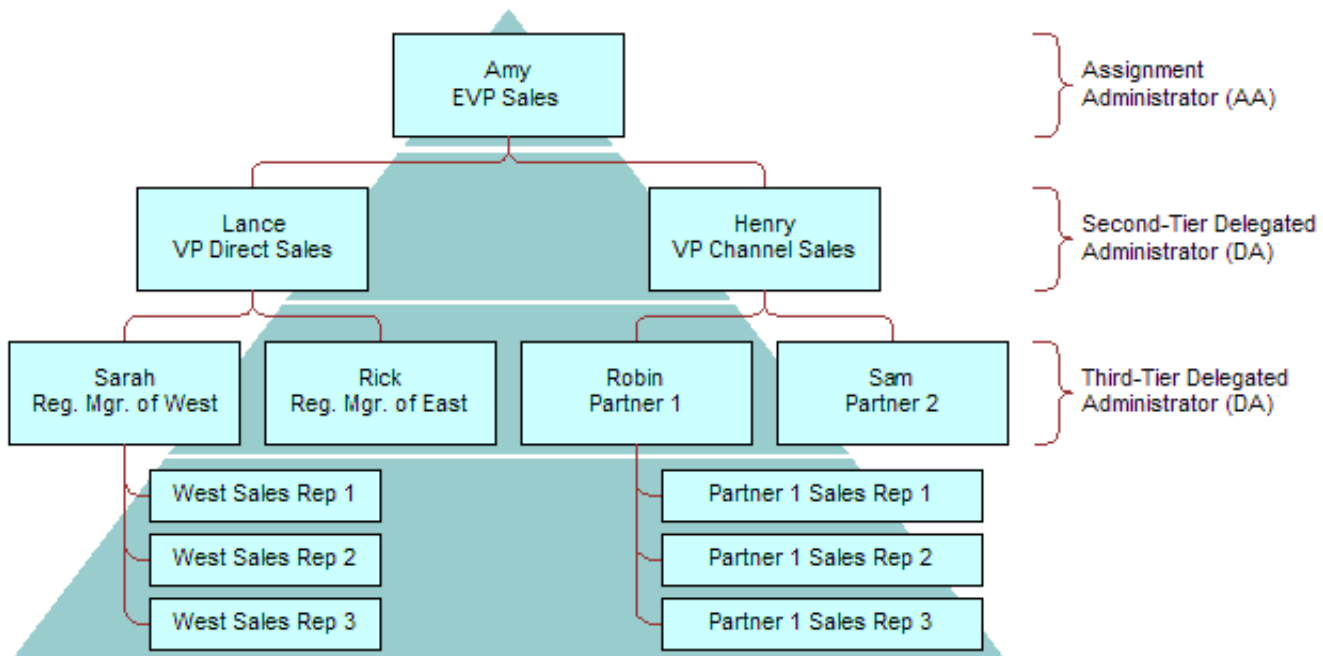 Amy
EVP Sales
Assignment
Administrator (AA)
Lance
VP Direct Sales
Henry
VP Channel Sales
Second-Tier Delegated
Administrator (DA)
Sarah
Reg. Mgr. of West
Rick
Reg. Mgr. of East
Robin
Partner 1
Sam
Partner 2
Third-Tier Delegated
Administrator (DA)
West Sales Rep 1
Partner 1 Sales Rep 1
West Sales Rep 2
Partner 1 Sales Rep 2
West Sales Rep 3
Partner 1 Sales Rep 3